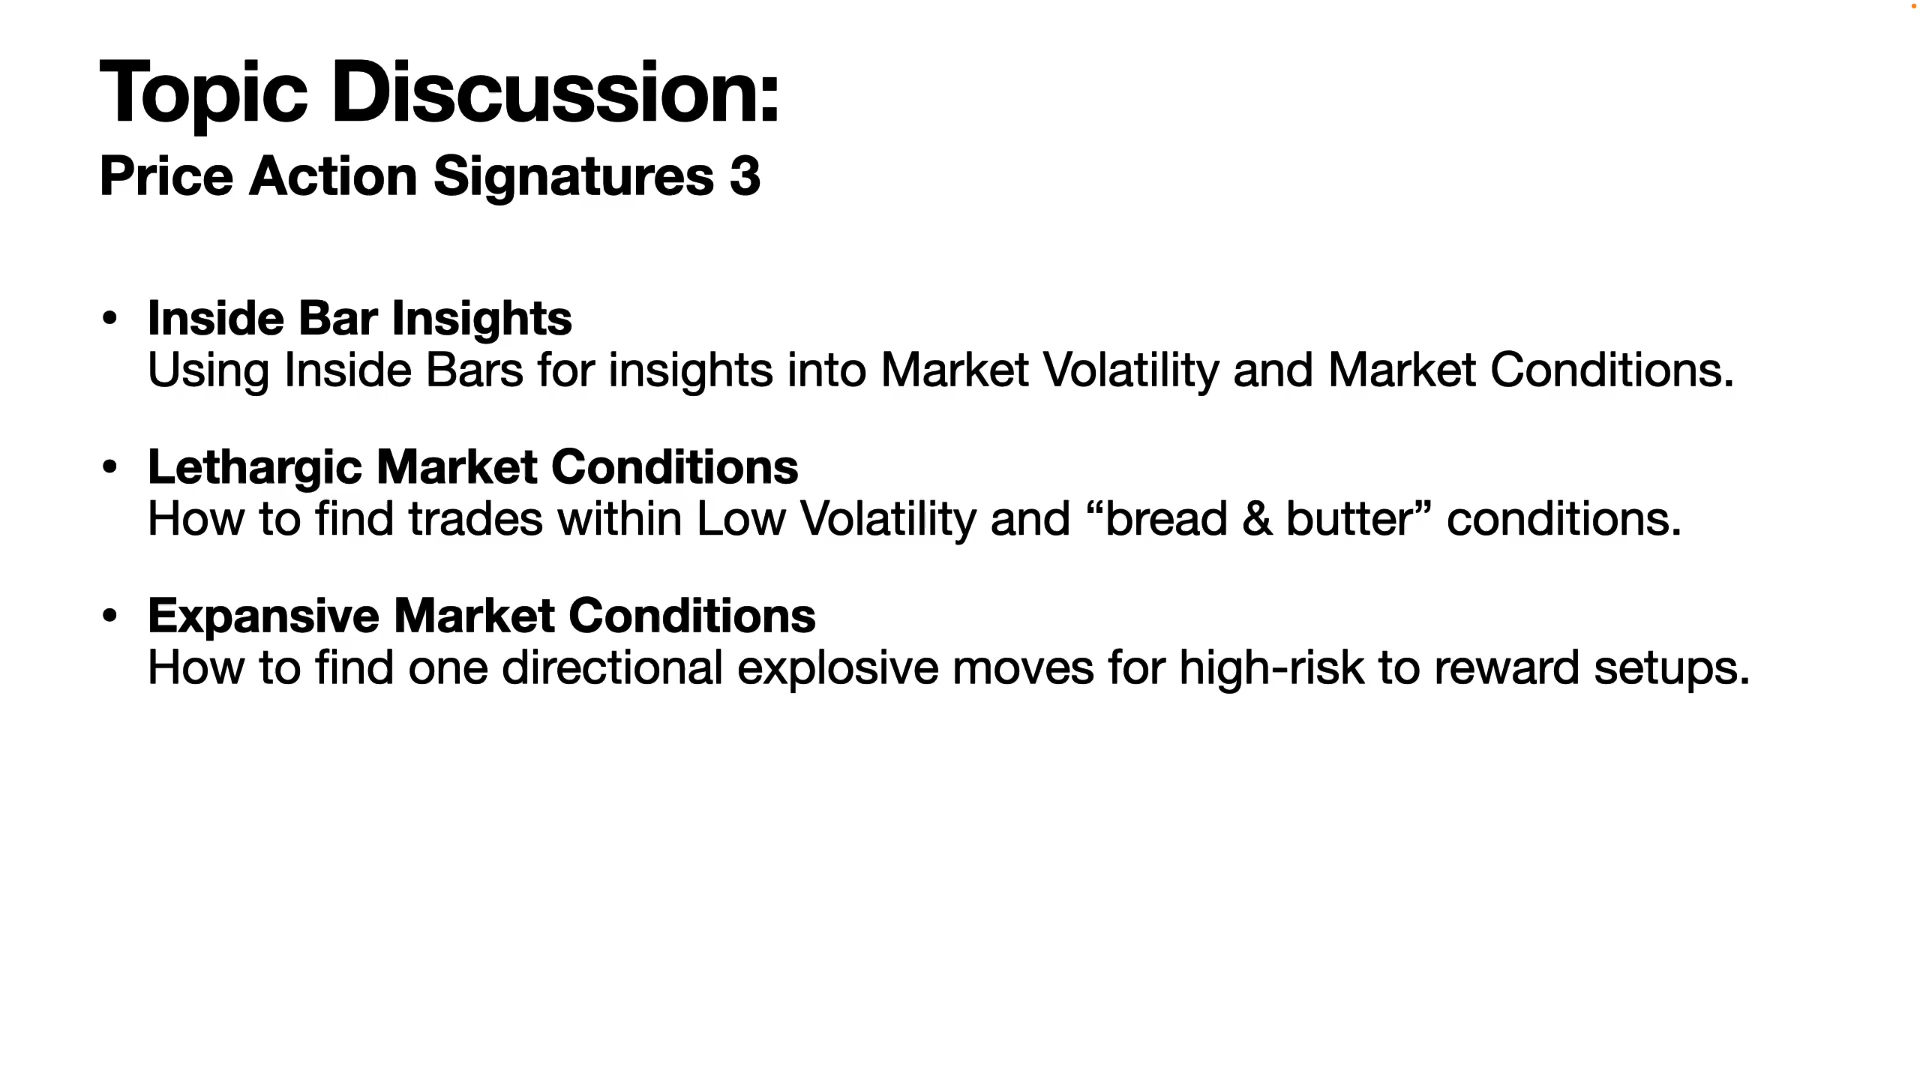 Topic Discussion:
Price Action Signatures 3
• Inside Bar Insights
Using Inside Bars for insights into Market Volatility and Market Conditions.
• Lethargic Market Conditions
How to find trades within Low Volatility and “bread & butter” conditions.
• Expansive Market Conditions
How to find one directional explosive moves for high-risk to reward setups.